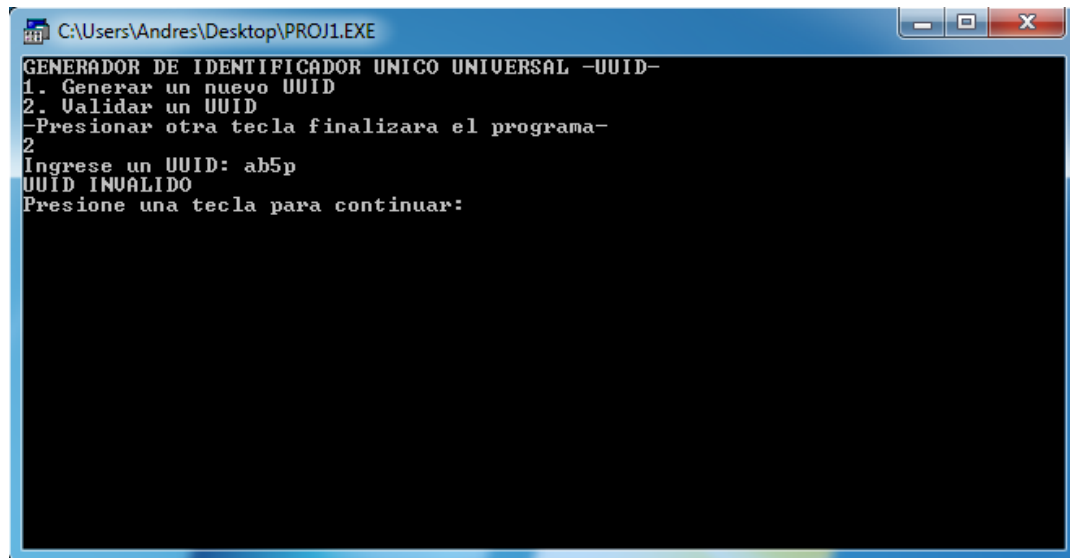 C:\Users\Andres\Desktop\PROJ1.EXE
GENERADOR DE IDENTIFICADOR UNICO UNIVERSAL -UUID-
1. Generar un nuevo UUID
2. Validar un UUID
-Presionar otra tecla finalizara el programa-
2
Ingrese un UUID: ab5p
UUID INVALIDO
Presione una tecla para continuar: